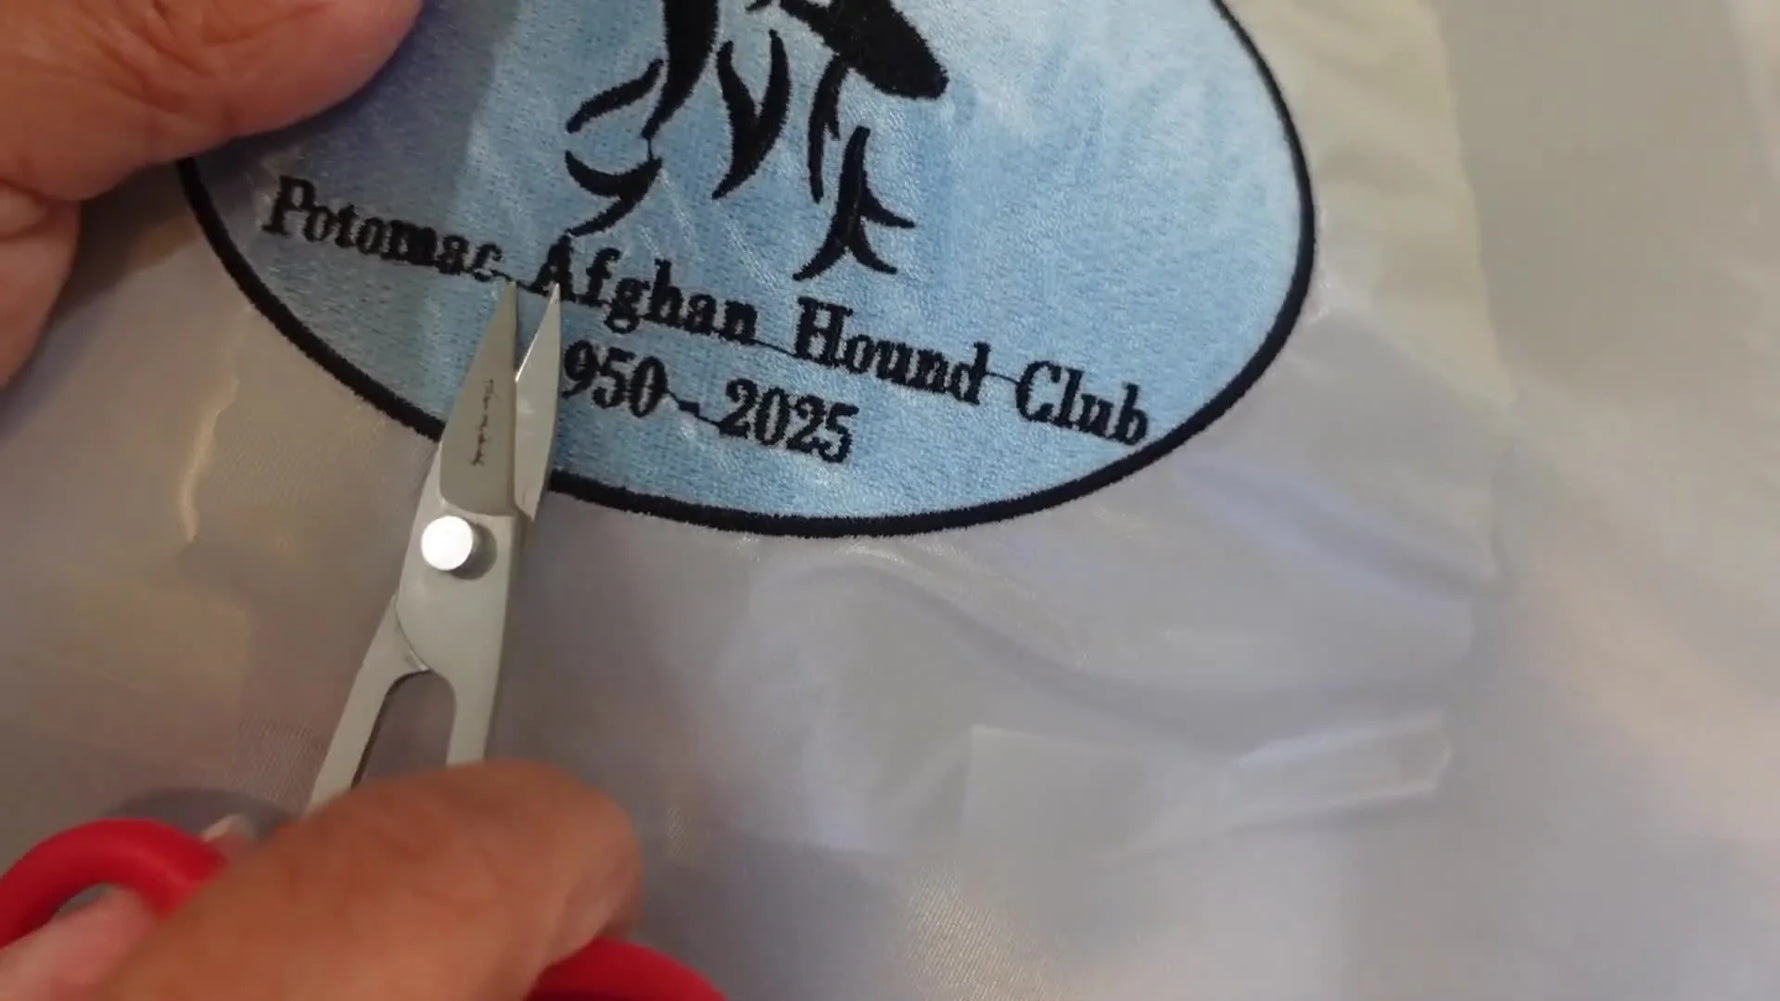 Potomac Afghan Hound Club
950 - 2025